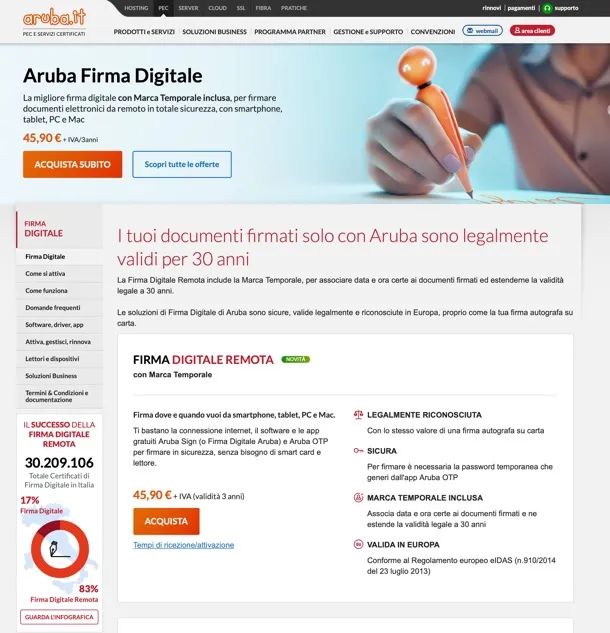 aruba.it
PEC E SERVIZI CERTIFICATI
HOSTING PEC SERVER CLOUD SSL FIBRA PRATICHE
rinnovi | pagamenti | supporto
PRODOTTI e SERVIZI SOLUZIONI BUSINESS PROGRAMMA PARTNER GESTIONE e SUPPORTO CONVENZIONI webmail area clienti
Aruba Firma Digitale
La migliore firma digitale con Marca Temporale inclusa, per firmare
documenti elettronici da remoto in totale sicurezza, con smartphone,
tablet, PC e Mac
45,90 € + IVA/3anni
ACQUISTA SUBITO Scopri tutte le offerte
FIRMA
DIGITALE
Firma Digitale
Come si attiva
Come funziona
Domande frequenti
Software, driver, app
Attiva, gestisci, rinnova
Lettori e dispositivi
Soluzioni Business
Termini & Condizioni e
documentazione
IL SUCCESSO DELLA
FIRMA DIGITALE
REMOTA
30.209.106
Totale Certificati di
Firma Digitale in Italia
17%
Firma Digitale
83%
Firma Digitale Remota
GUARDA L'INFOGRAFICA
I tuoi documenti firmati solo con Aruba sono legalmente
validi per 30 anni
La Firma Digitale Remota include la Marca Temporale, per associare data e ora certe ai documenti firmati ed estenderne la validità
legale a 30 anni.
Le soluzioni di Firma Digitale di Aruba sono sicure, valide legalmente e riconosciute in Europa, proprio come la tua firma autografa su
carta.
FIRMA DIGITALE REMOTA NOVITÀ
con Marca Temporale
Firma dove e quando vuoi da smartphone, tablet, PC e Mac.
Ti bastano la connessione internet, il software e le app
gratuiti Aruba Sign (o Firma Digitale Aruba) e Aruba OTP
per firmare in sicurezza, senza bisogno di smart card e
lettore.
45,90 € + IVA (validità 3 anni)
ACQUISTA
Tempi di ricezione/attivazione
LEGALMENTE RICONOSCIUTA
Con lo stesso valore di una firma autografa su carta
SICURA
Per firmare è necessaria la password temporanea che
generi dall'app Aruba OTP
MARCA TEMPORALE INCLUSA
Associa data e ora certe ai documenti firmati e ne
estende la validità legale a 30 anni
VALIDA IN EUROPA
Conforme al Regolamento europeo eIDAS (n.910/2014
del 23 luglio 2013)